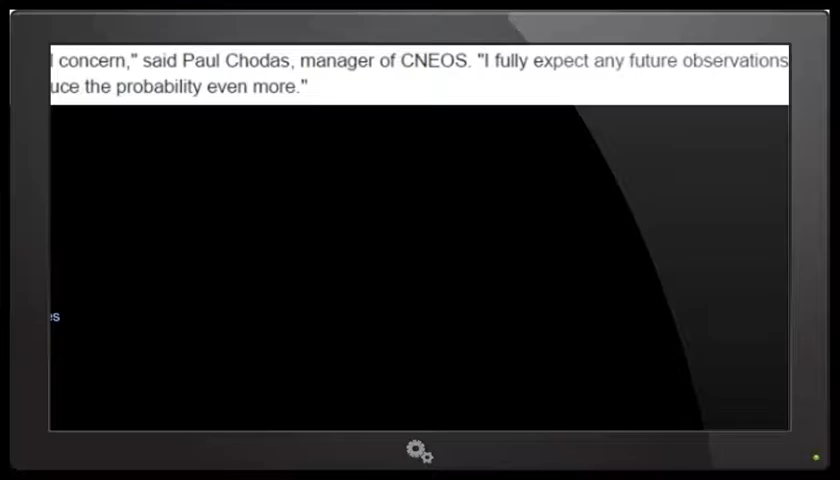 concern," said Paul Chodas, manager of CNEOS. "I fully expect any future observations
uce the probability even more."
es